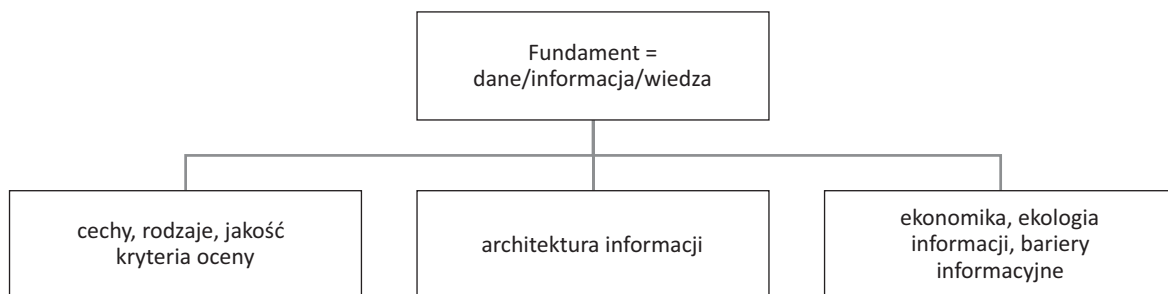 Fundament =
dane/informacja/wiedza
cechy, rodzaje, jakość
kryteria oceny
architektura informacji
ekonomika, ekologia
informacji, bariery
informacyjne